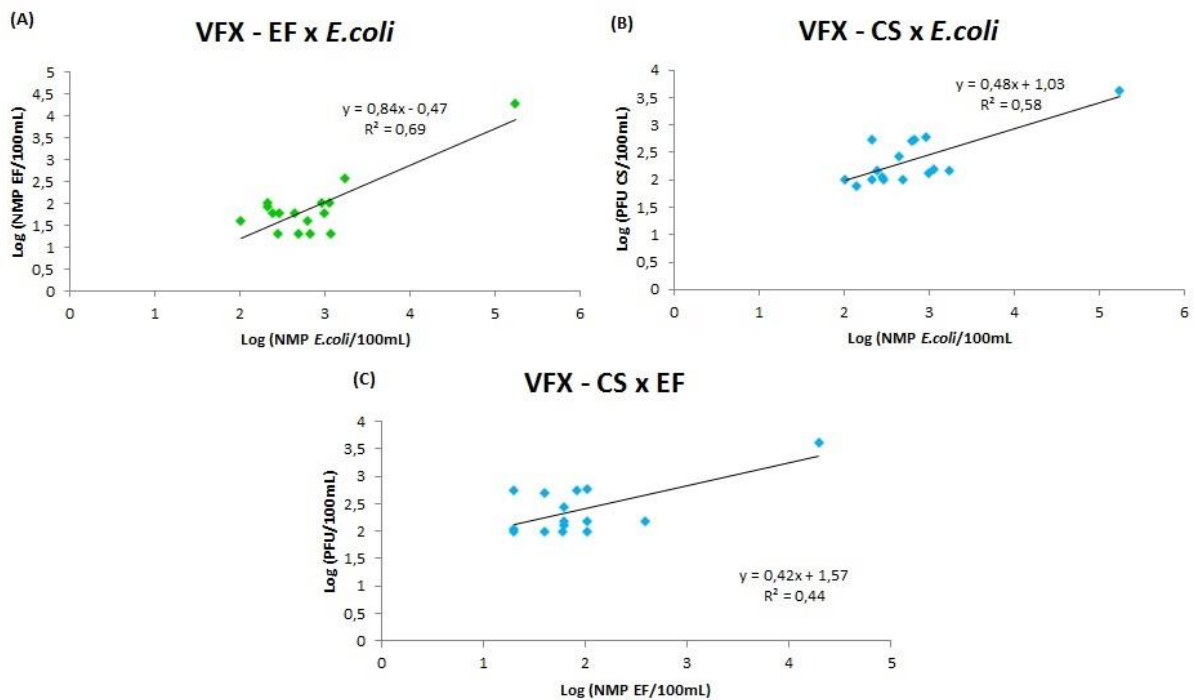 (A)
VFX - EF x E.coli
Log (NMP EF/100mL)
5
4,5
4
3,5
3
2,5
2
1,5
1
0,5
0
y = 0,84x - 0,47
R² = 0,69
0 1 2 3 4 5 6
Log (NMP E.coli/100mL)
(B)
VFX - CS x E.coli
Log (PFU CS/100mL)
4
3,5
3
2,5
2
1,5
1
0,5
0
y = 0,48x + 1,03
R² = 0,58
0 1 2 3 4 5 6
Log (NMP E.coli/100mL
(C)
VFX - CS x EF
Log (PFU/100mL)
4
3,5
3
2,5
2
1,5
1
0,5
0
y = 0,42x + 1,57
R² = 0,44
0 1 2 3 4 5
Log (NMP EF/100mL)